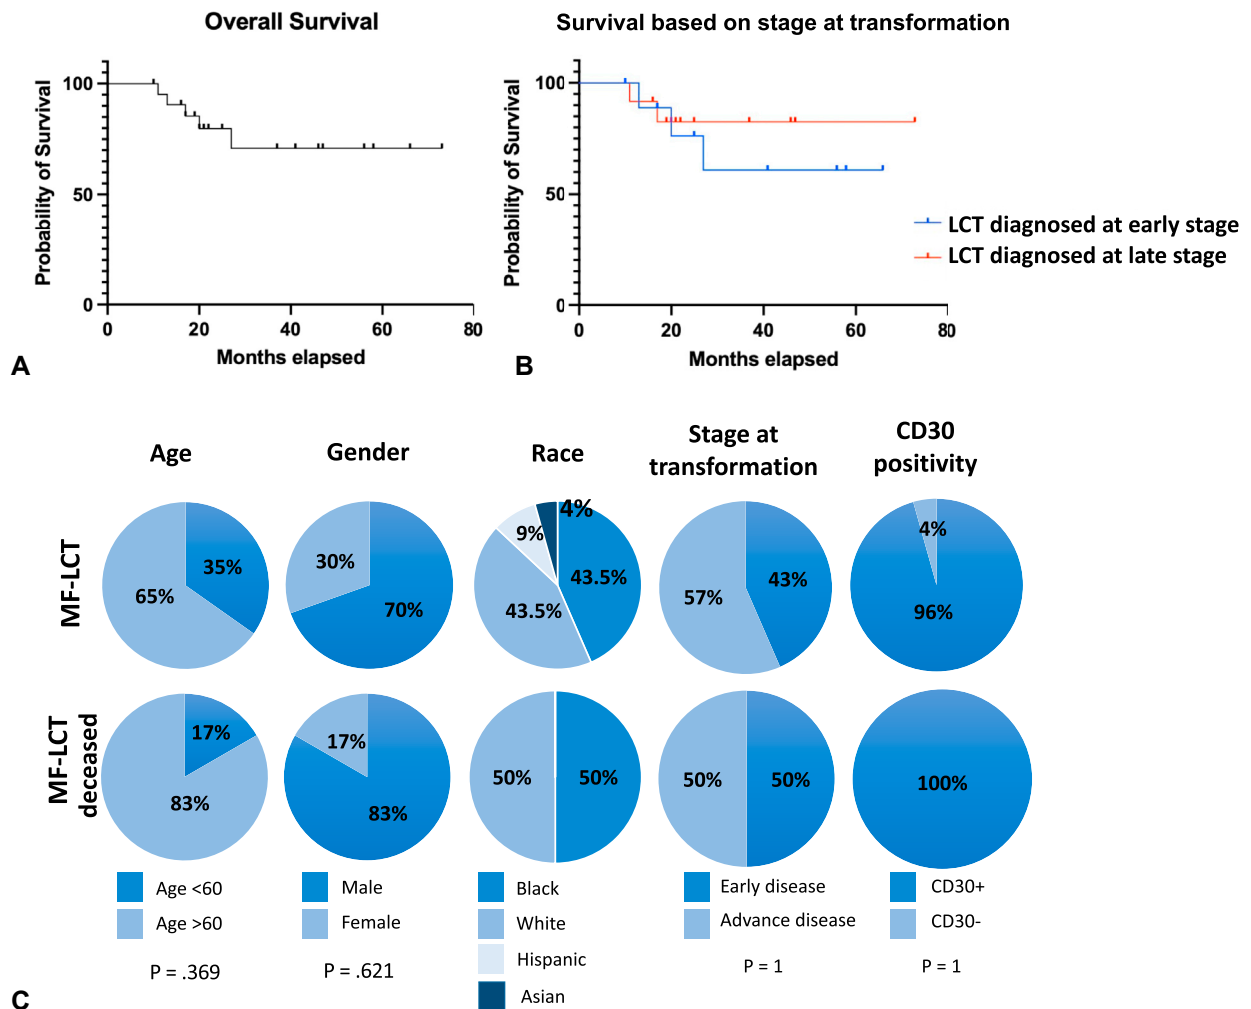 Overall Survival
Survival based on stage at transformation
Probability of Survival
100
50
0
0 20 40 60 80
Months elapsed
A
Probability of Survival
100
50
0
0 20 40 60 80
Months elapsed
B
LCT diagnosed at early stage
LCT diagnosed at late stage
Age
Gender
Race
Stage at
transformation
CD30
positivity
MF-LCT
35%
65%
30%
70%
4%
9%
43.5%
43.5%
43%
57%
4%
96%
MF-LCT
deceased
17%
83%
17%
83%
50% 50%
50% 50%
100%
Age <60
Age >60
P = .369
Male
Female
P = .621
Black
White
Hispanic
Asian
Early disease
Advance disease
P = 1
CD30+
CD30-
P = 1
C